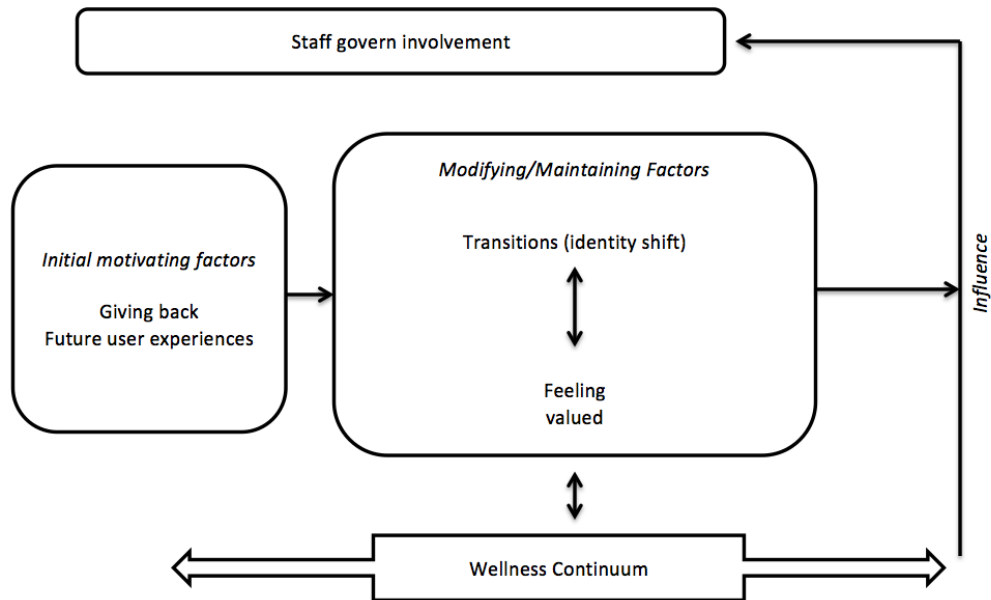 Staff govern involvement
Modifying/Maintaining Factors
Transitions (identity shift)
Initial motivating factors
Giving back
Future user experiences
Feeling
valued
Influence
Wellness Continuum